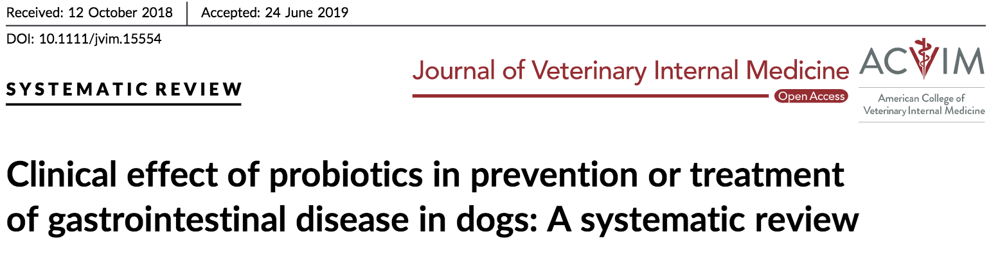 Received: 12 October 2018 | Accepted: 24 June 2019
DOI: 10.1111/jvim.15554
SYSTEMATIC REVIEW
Journal of Veterinary Internal Medicine
Open Access
ACVIM
American College of
Veterinary Internal Medicine
Clinical effect of probiotics in prevention or treatment
of gastrointestinal disease in dogs: A systematic review